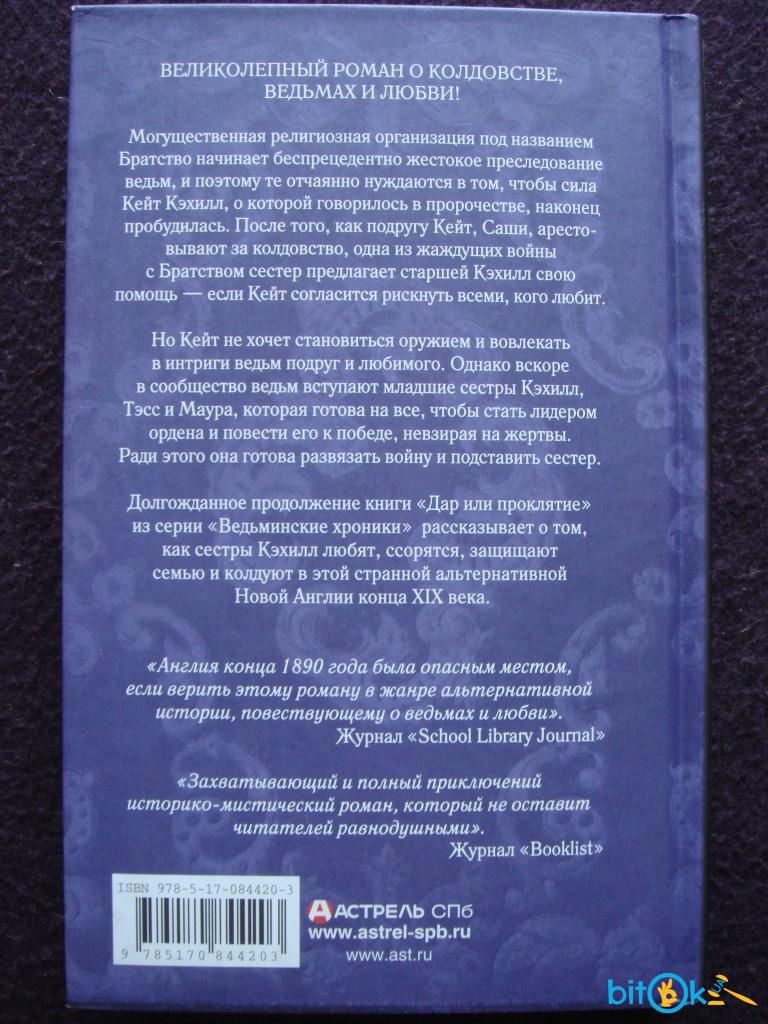 ВЕЛИКОЛЕПНЫЙ РОМАН О КОЛДОВСТВЕ,
ВЕДЬМАХ И ЛЮБВИ!
Могущественная религиозная организация под названием
Братство начинает беспрецедентно жестокое преследование
ведьм, и поэтому те отчаянно нуждаются в том, чтобы сила
Кейт Кэхилл, о которой говорилось в пророчестве, наконец
пробудилась. После того, как подругу Кейт, Саши, аресто-
вывают за колдовство, одна из жаждущих войны
с Братством сестер предлагает старшей Кэхилл свою
помощь — если Кейт согласится рискнуть всеми, кого любит.
Но Кейт не хочет становиться оружием и вовлекать
в интриги ведьм подруг и любимого. Однако вскоре
в сообщество ведьм вступают младшие сестры Кэхилл,
Тэсс и Маура, которая готова на все, чтобы стать лидером
ордена и повести его к победе, невзирая на жертвы.
Ради этого она готова развязать войну и подставить сестер.
Долгожданное продолжение книги «Дар или проклятие»
из серии «Ведьминские хроники» рассказывает о том,
как сестры Кэхилл любят, ссорятся, защищают
семью и колдуют в этой странной альтернативной
Новой Англии конца XIX века.
«Англия конца 1890 года была опасным местом,
если верить этому роману в жанре альтернативной
истории, повествующему о ведьмах и любви».
Журнал «School Library Journal»
«Захватывающий и полный приключений
историко-мистический роман, который не оставит
читателей равнодушными».
Журнал «Booklist»
ISBN 978-5-17-084420-3
9 785170 844203
АСТРЕЛЬ СПб
www.astrel-spb.ru
www.ast.ru
bitOk UA